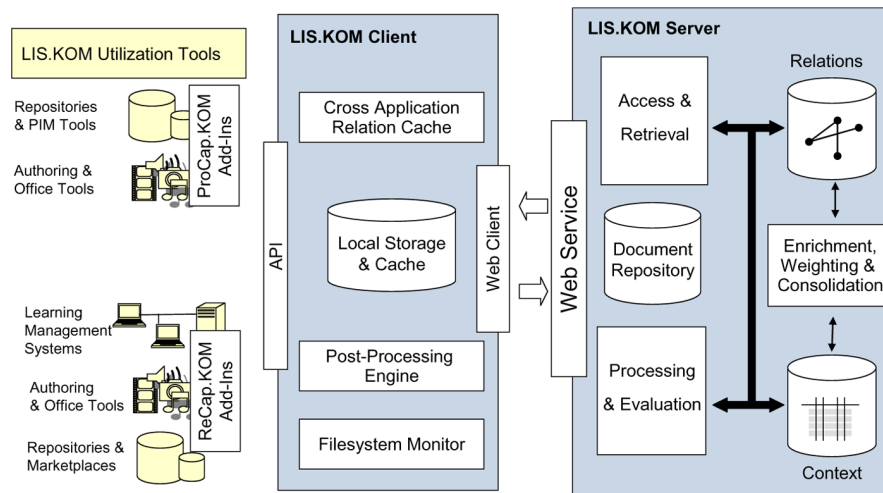 LIS.KOM Utilization Tools
Repositories
& PIM Tools
Authoring &
Office Tools
ProCap.KOM
Add-Ins
Learning
Management
Systems
Authoring
& Office Tools
Repositories &
Marketplaces
ReCap.KOM
Add-Ins
LIS.KOM Client
API
Cross Application
Relation Cache
Local Storage
& Cache
Post-Processing
Engine
Filesystem Monitor
Web Client
LIS.KOM Server
Web Service
Access &
Retrieval
Document
Repository
Processing
& Evaluation
Relations
Enrichment,
Weighting &
Consolidation
Context